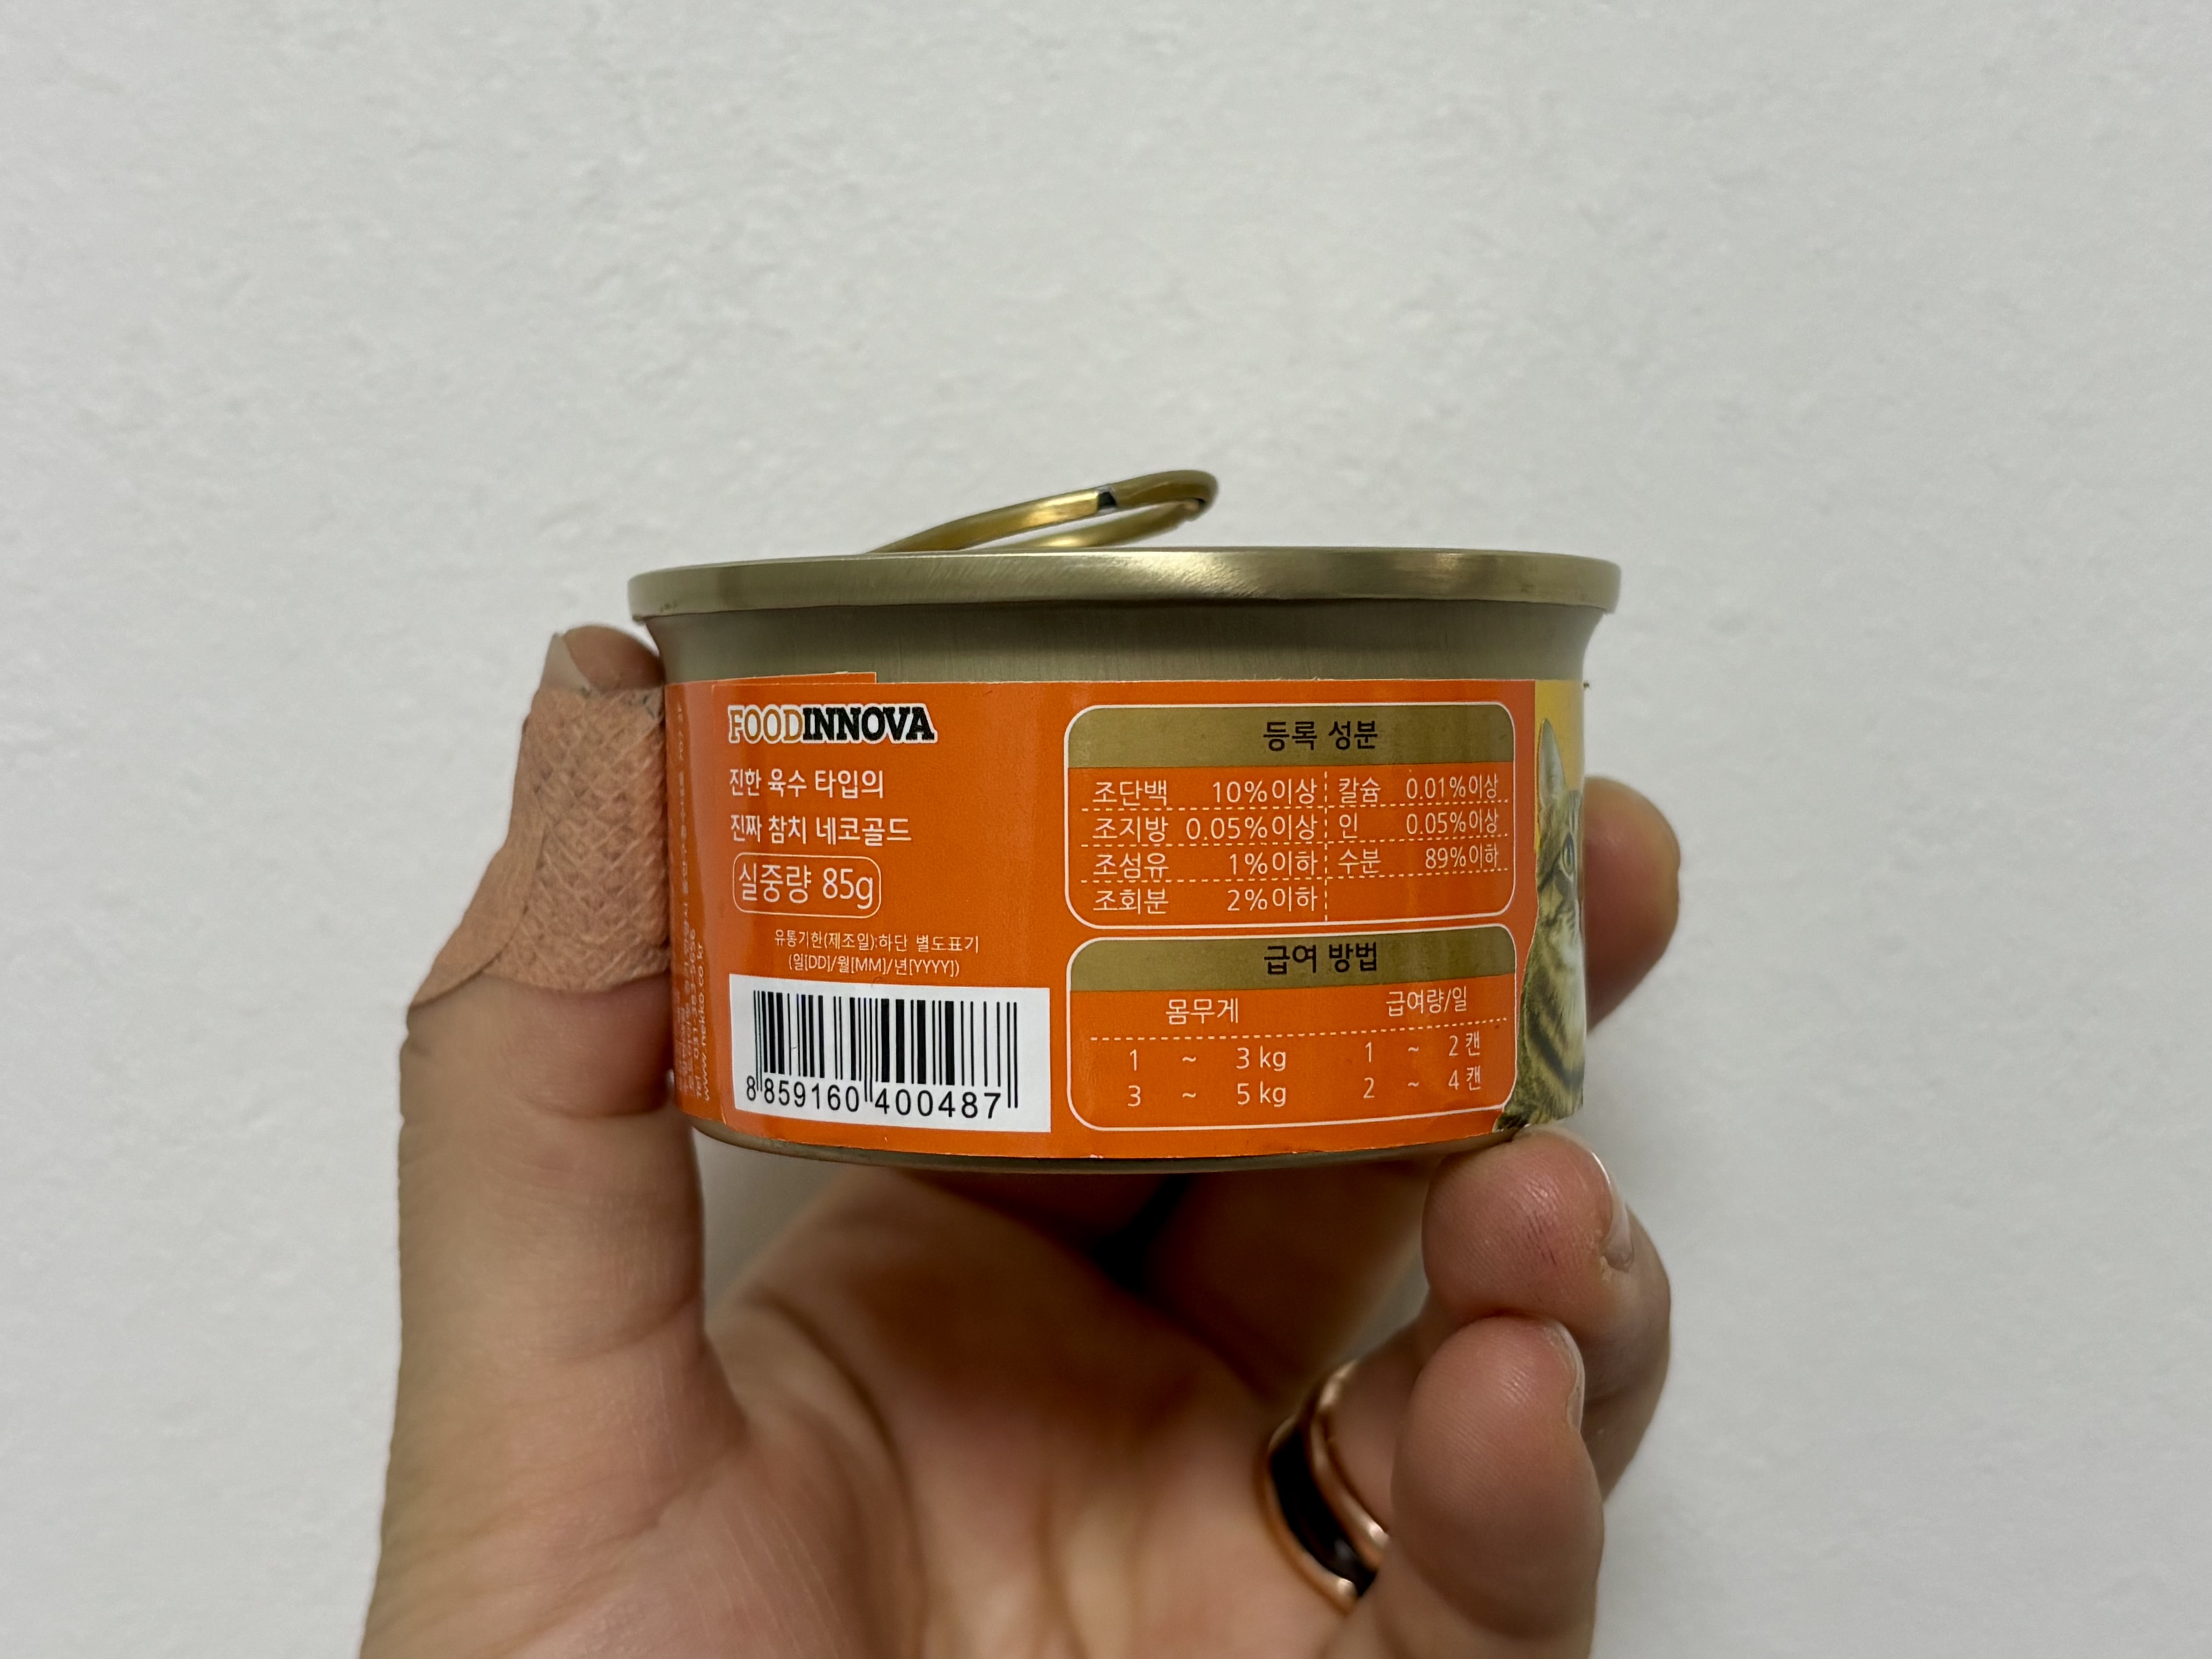 FOODINNOVA
진한 육수 타입의
진짜 참치 네코골드
실중량 85g
유통기한(제조일):하단 별도표기
(일[DD]/월[MM]/년[YYYY])
8 859160 400487
등록 성분
조단백 10%이상 칼슘 0.01%이상
조지방 0.05%이상 인 0.05%이상
조섬유 1%이하 수분 89%이하
조회분 2%이하
급여 방법
몸무게 급여량/일
1 ~ 3 kg 1 ~ 2 캔
3 ~ 5 kg 2 ~ 4 캔
www.nekko.co.kr